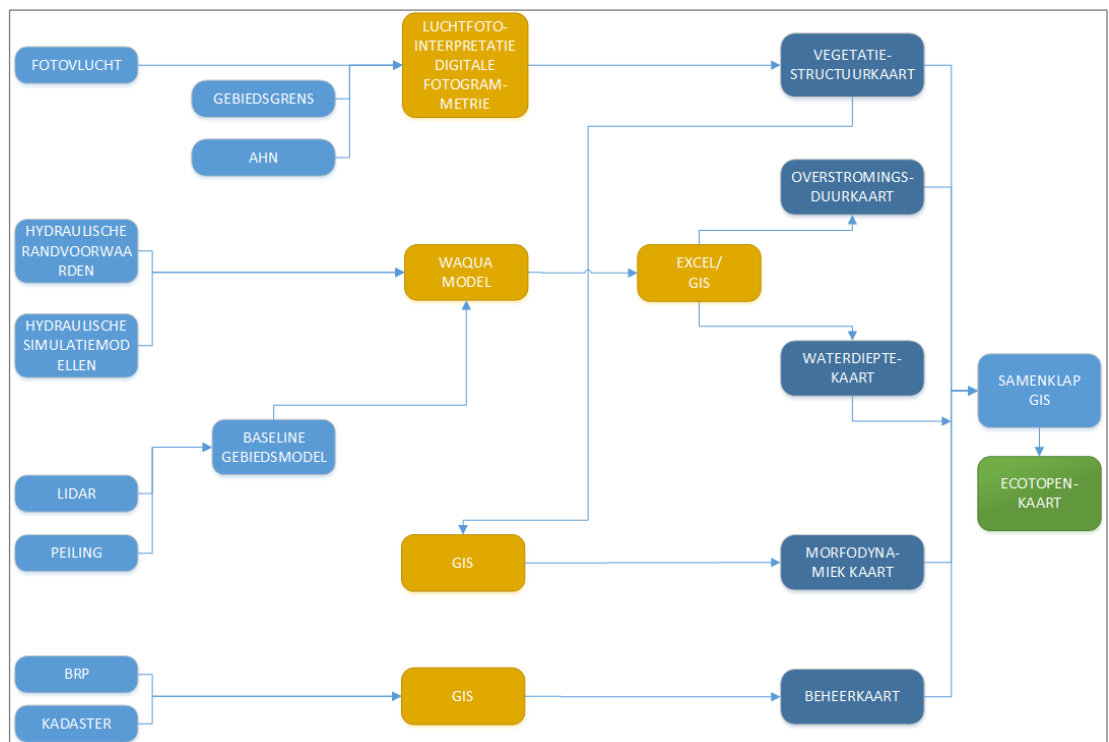 FOTOVLUCHT
GEBIEDSGRENS
AHN
LUCHTFOTO-
INTERPRETATIE
DIGITALE
FOTOGRAM-
METRIE
VEGETATIE-
STRUCTUURKAART
OVERSTROMINGS-
DUURKAART
HYDRAULISCHE
RANDVOORWAA
RDEN
HYDRAULISCHE
SIMULATIEMOD
ELLEN
WAQUA
MODEL
EXCEL/
GIS
WATERDIEPTE-
KAART
SAMENKLAP
GIS
ECOTOPEN-
KAART
BASELINE
GEBIEDSMODEL
LIDAR
PEILING
GIS
MORFODYNA-
MIEK KAART
BRP
KADASTER
GIS
BEHEERKAART